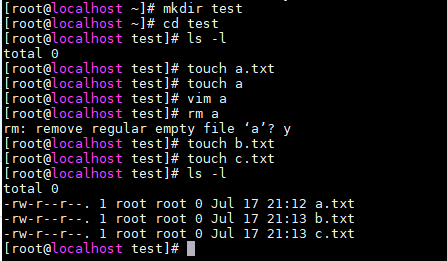 [root@localhost ~]# mkdir test
[root@localhost ~]# cd test
[root@localhost test]# ls -l
total 0
[root@localhost test]# touch a.txt
[root@localhost test]# touch a
[root@localhost test]# vim a
[root@localhost test]# rm a
rm: remove regular empty file ‘a’? y
[root@localhost test]# touch b.txt
[root@localhost test]# touch c.txt
[root@localhost test]# ls -l
total 0
-rw-r--r--. 1 root root 0 Jul 17 21:12 a.txt
-rw-r--r--. 1 root root 0 Jul 17 21:13 b.txt
-rw-r--r--. 1 root root 0 Jul 17 21:13 c.txt
[root@localhost test]#